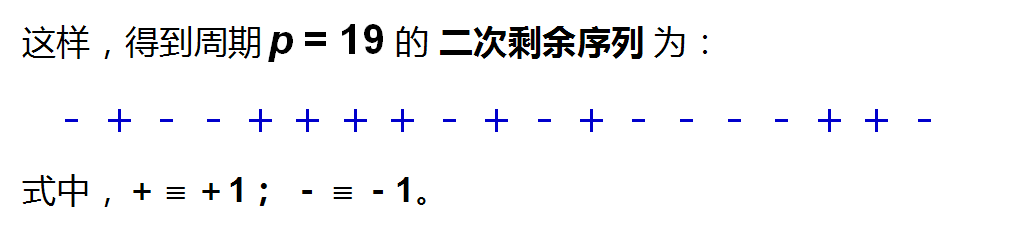 这样，得到周期 p = 19 的 二次剩余序列 为：
- + - - + + + + - + - + - - - - + + -
式中， + ≡ + 1 ； - ≡ - 1。